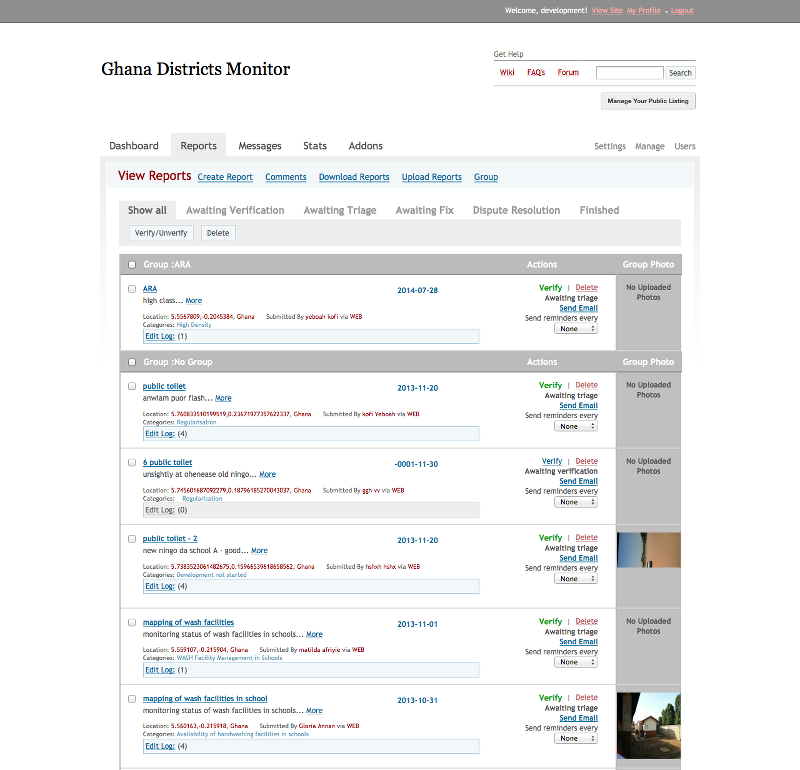 Welcome, development! View Site My Profile - Logout
Get Help
Ghana Districts Monitor
Wiki FAQ's Forum Search
Manage Your Public Listing
Dashboard Reports Messages Stats Addons Settings Manage Users
View Reports Create Report Comments Download Reports Upload Reports Group
Show all Awaiting Verification Awaiting Triage Awaiting Fix Dispute Resolution Finished
Verify/Unverify Delete
Group :ARA Actions Group Photo
ARA 2014-07-28 Verify | Delete No Uploaded Photos
high class... More Awaiting triage
Send Email
Location: 5.5567809,-0.2045384, Ghana Submitted By yeboah kofi via WEB Send reminders every
Categories: High Density None
Edit Log: (1)
Group :No Group Actions Group Photo
public toilet 2013-11-20 Verify | Delete No Uploaded Photos
anwiam puor flash... More Awaiting triage
Send Email
Location: 5.760833510199519,0.23671977357622337, Ghana Submitted By kofi Yeboah via WEB Send reminders every
Categories: Regularisation None
Edit Log: (4)
6 public toilet -0001-11-30 Verify | Delete No Uploaded Photos
unsightly at ohenease old ningo... More Awaiting verification
Send Email
Location: 5.745601687092279,0.18796185270043037, Ghana Submitted By ggh vv via WEB Send reminders every
Categories: Regularisation None
Edit Log: (0)
public toilet - 2 2013-11-20 Verify | Delete
new ningo da school A - good... More Awaiting triage
Send Email
Location: 5.7383523061482675,0.15966539618658562, Ghana Submitted By hshxh hshx via WEB Send reminders every
Categories: Development not started None
Edit Log: (4)
mapping of wash facilities 2013-11-01 Verify | Delete No Uploaded Photos
monitoring status of wash facilities in schools... More Awaiting triage
Send Email
Location: 5.559107,-0.215904, Ghana Submitted By matilda afriyie via WEB Send reminders every
Categories: WASH Facility Management in Schools None
Edit Log: (1)
mapping of wash facilities in school 2013-10-31 Verify | Delete
monitoring status of wash facilities in schools... More Awaiting triage
Send Email
Location: 5.560163,-0.215918, Ghana Submitted By Gloria Annan via WEB Send reminders every
Categories: Availability of handwashing facilities in schools None
Edit Log: (4)